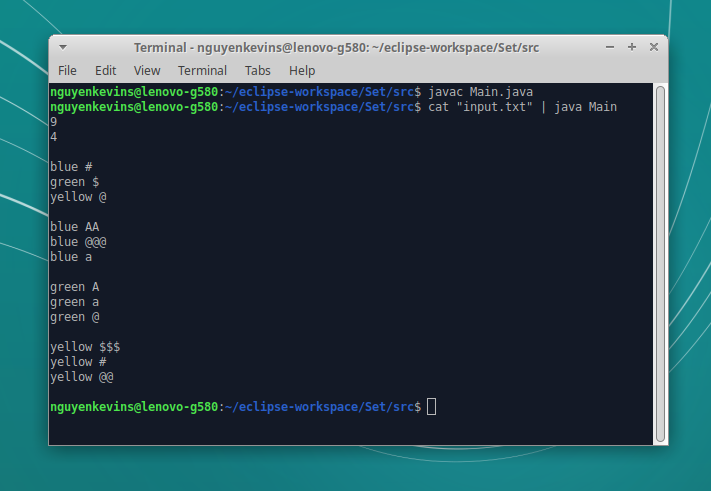 Terminal - nguyenkevins@lenovo-g580: ~/eclipse-workspace/Set/src
File Edit View Terminal Tabs Help
nguyenkevins@lenovo-g580:~/eclipse-workspace/Set/src$ javac Main.java
nguyenkevins@lenovo-g580:~/eclipse-workspace/Set/src$ cat "input.txt" | java Main
9
4
blue #
green $
yellow @
blue AA
blue @@@
blue a
green A
green a
green @
yellow $$$
yellow #
yellow @@
nguyenkevins@lenovo-g580:~/eclipse-workspace/Set/src$